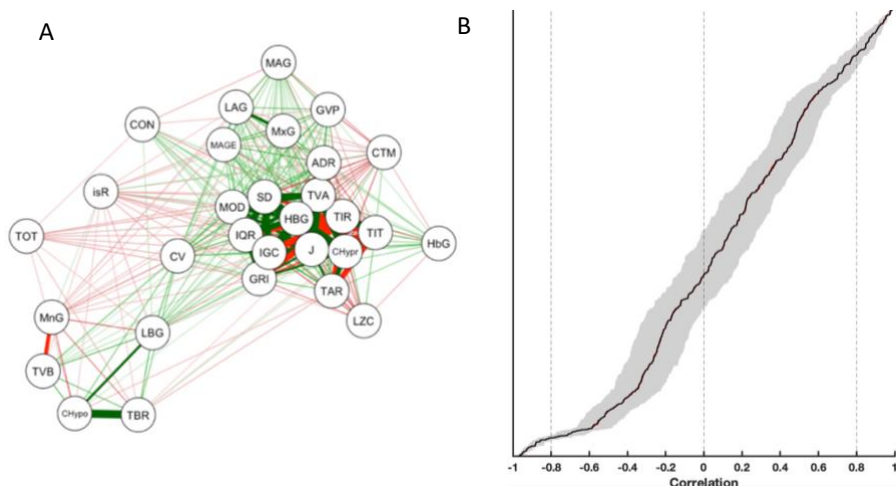 A
B
MAG
LAG
GVP
CON
MxG
MAGE
CTM
ADR
isR
SD
TVA
MOD
HBG
TIR
TOT
IQR
TIT
HbG
CV
IGC
J
CHypr
GRI
TAR
MnG
LZC
LBG
TVB
CHypo
TBR
-1 -0.8 -0.6 -0.4 -0.2 0 0.2 0.4 0.6 0.8 1
Correlation